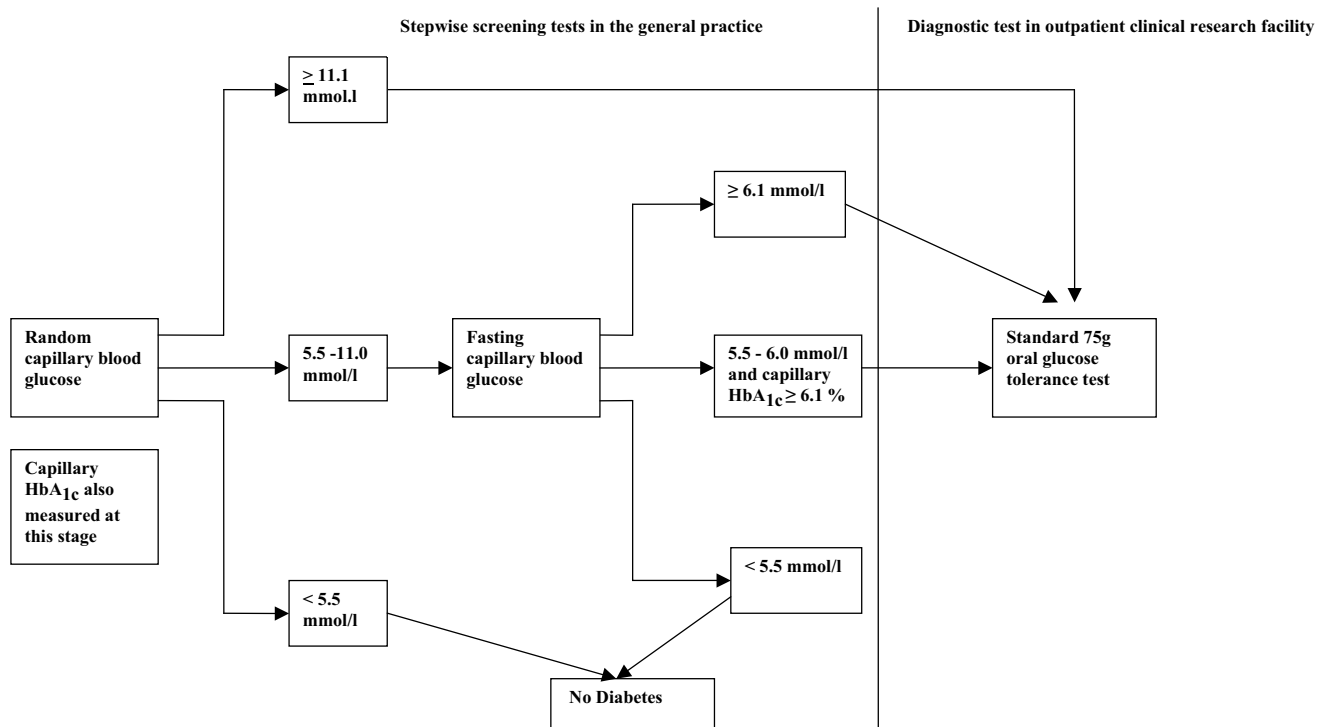 Stepwise screening tests in the general practice
Diagnostic test in outpatient clinical research facility
≥ 11.1
mmol.l
≥ 6.1 mmol/l
Random
capillary blood
glucose
5.5 -11.0
mmol/l
Fasting
capillary blood
glucose
5.5 - 6.0 mmol/l
and capillary
HbA1c ≥ 6.1 %
Standard 75g
oral glucose
tolerance test
Capillary
HbA1c also
measured at
this stage
< 5.5
mmol/l
< 5.5 mmol/l
No Diabetes